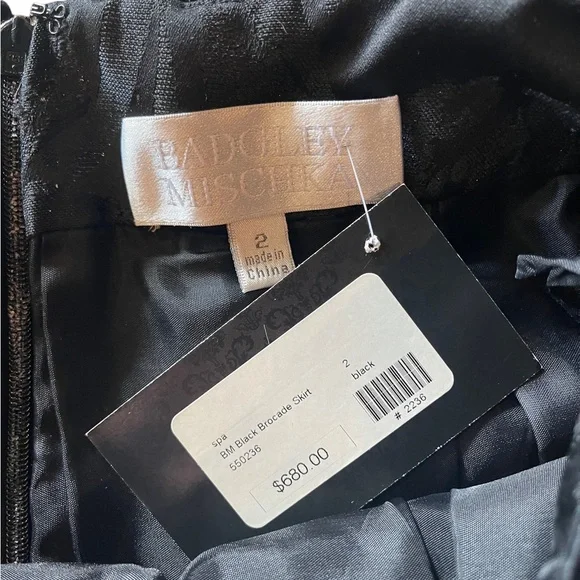 BADGLEY
MISCHKA
2
made in
China
spa
BM Black Brocade Skirt
550236
2
black
$680.00
# 2236